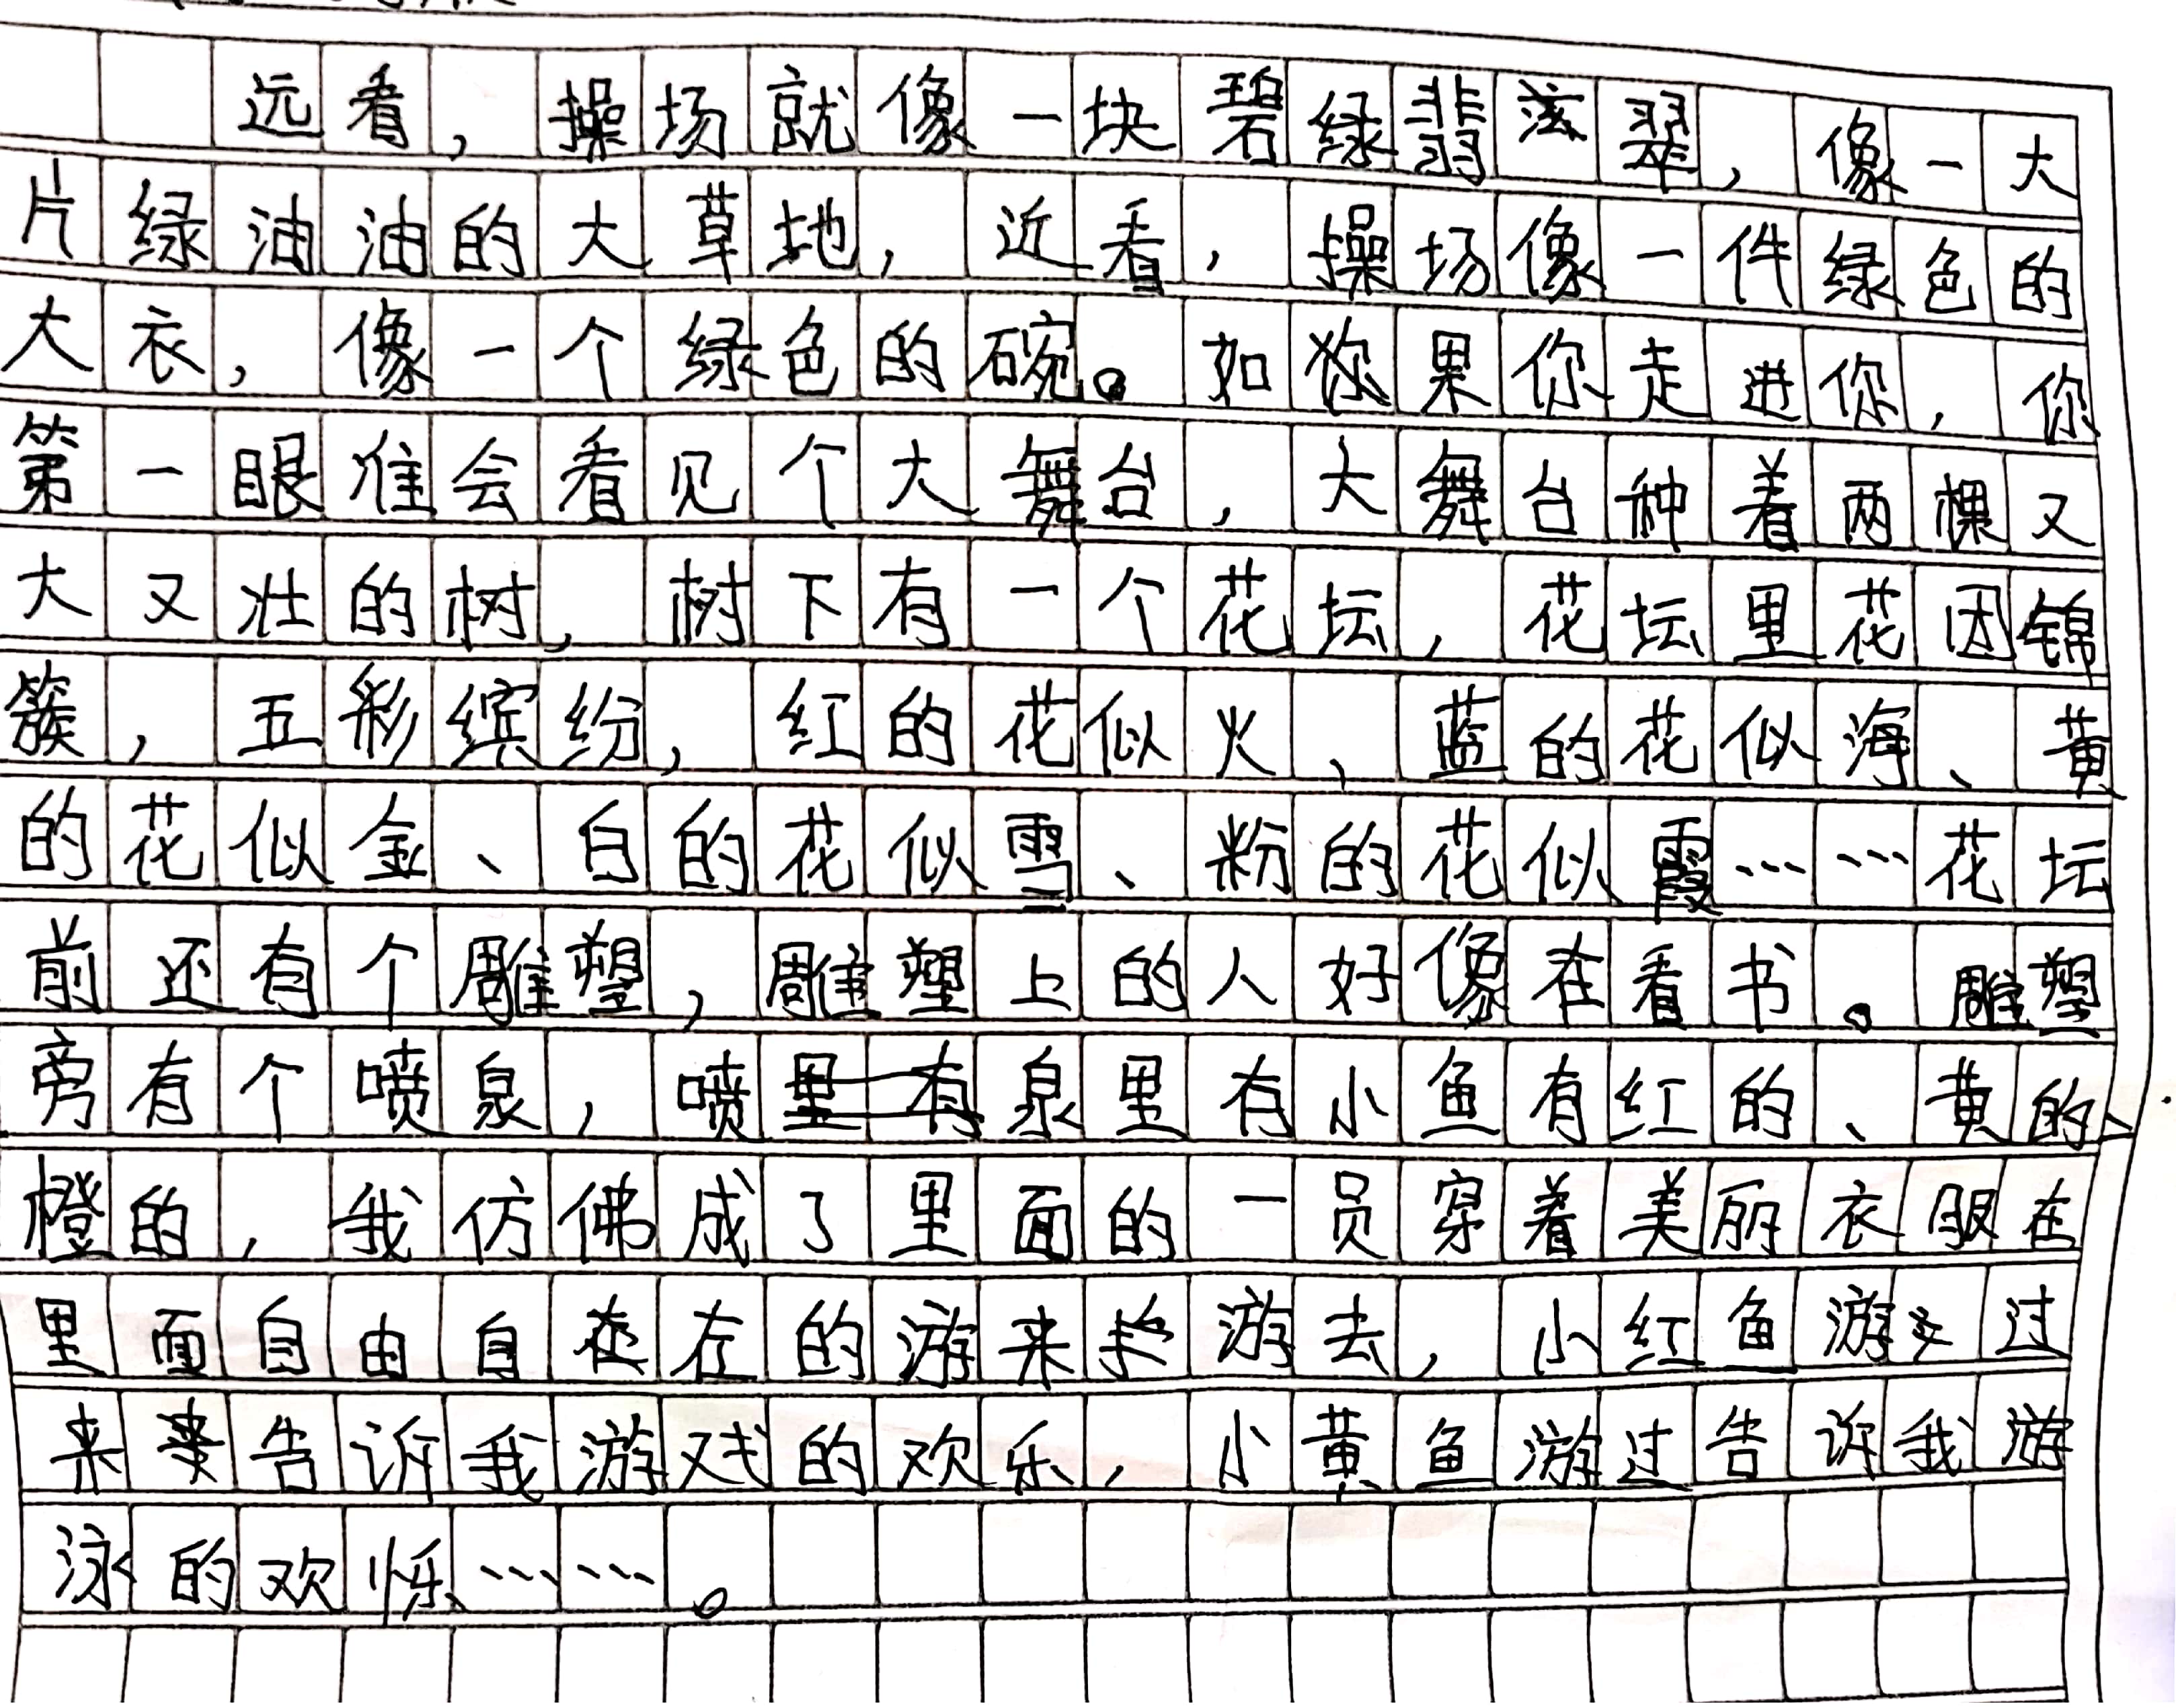 远看，操场就像一块碧绿翡翠，像一大
片绿油油的大草地，近看，操场像一件绿色的
大衣，像一个绿色的碗。如果你走进你，你
第一眼准会看见个大舞台，大舞台种着两棵又
大又壮的树，树下有一个花坛，花坛里花因锦
簇，五彩缤纷，红的花似火、蓝的花似海、黄
的花似金、白的花似雪、粉的花似霞……花坛
前还有个雕塑，雕塑上的人好像在看书。雕塑
旁有个喷泉，喷泉里有小鱼有红的、黄的、
橙的，我仿佛成了里面的一员穿着美丽衣服在
里面自由自在在的游来游去，小红鱼游过
来告诉我游戏的欢乐，小黄鱼游过告诉我游
泳的欢乐……。